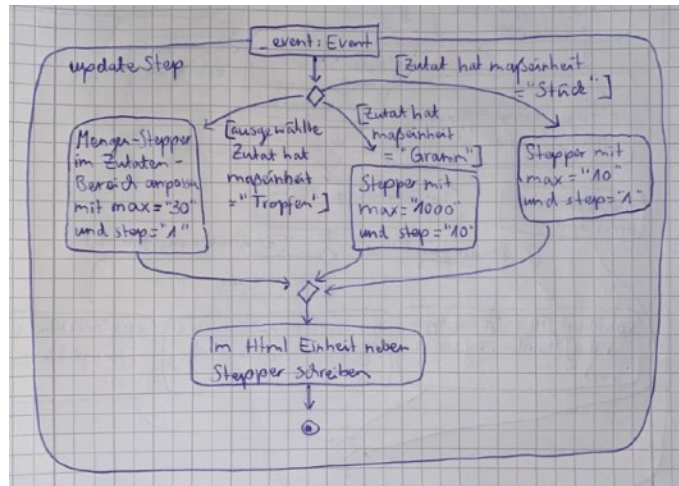 _event: Event
updateStep
[Zutat hat maßeinheit
="Stück"]
[Zutat hat
maßeinheit
="Gramm"]
[ausgewählte
Zutat hat
maßeinheit
="Tropfen"]
Mengen-Stepper
im Zutaten-
Bereich anpassen
mit max="30"
und step="1"
Stepper mit
max="1000"
und step="10"
Stepper mit
max="10"
und step="1"
Im Html Einheit neben
Stepper schreiben